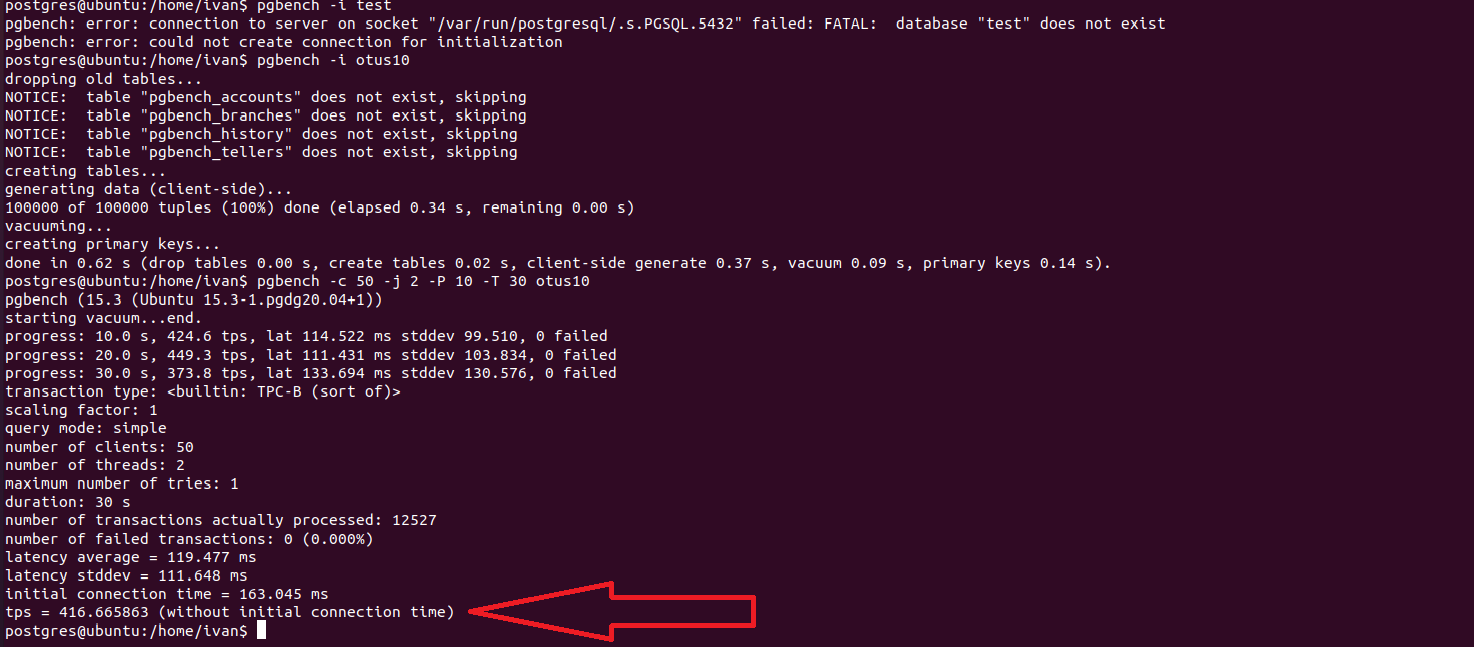 postgres@ubuntu:/home/ivan$ pgbench -i test
pgbench: error: connection to server on socket "/var/run/postgresql/.s.PGSQL.5432" failed: FATAL:  database "test" does not exist
pgbench: error: could not create connection for initialization
postgres@ubuntu:/home/ivan$ pgbench -i otus10
dropping old tables...
NOTICE:  table "pgbench_accounts" does not exist, skipping
NOTICE:  table "pgbench_branches" does not exist, skipping
NOTICE:  table "pgbench_history" does not exist, skipping
NOTICE:  table "pgbench_tellers" does not exist, skipping
creating tables...
generating data (client-side)...
100000 of 100000 tuples (100%) done (elapsed 0.34 s, remaining 0.00 s)
vacuuming...
creating primary keys...
done in 0.62 s (drop tables 0.00 s, create tables 0.02 s, client-side generate 0.37 s, vacuum 0.09 s, primary keys 0.14 s).
postgres@ubuntu:/home/ivan$ pgbench -c 50 -j 2 -P 10 -T 30 otus10
pgbench (15.3 (Ubuntu 15.3-1.pgdg20.04+1))
starting vacuum...end.
progress: 10.0 s, 424.6 tps, lat 114.522 ms stddev 99.510, 0 failed
progress: 20.0 s, 449.3 tps, lat 111.431 ms stddev 103.834, 0 failed
progress: 30.0 s, 373.8 tps, lat 133.694 ms stddev 130.576, 0 failed
transaction type: <builtin: TPC-B (sort of)>
scaling factor: 1
query mode: simple
number of clients: 50
number of threads: 2
maximum number of tries: 1
duration: 30 s
number of transactions actually processed: 12527
number of failed transactions: 0 (0.000%)
latency average = 119.477 ms
latency stddev = 111.648 ms
initial connection time = 163.045 ms
tps = 416.665863 (without initial connection time)
postgres@ubuntu:/home/ivan$